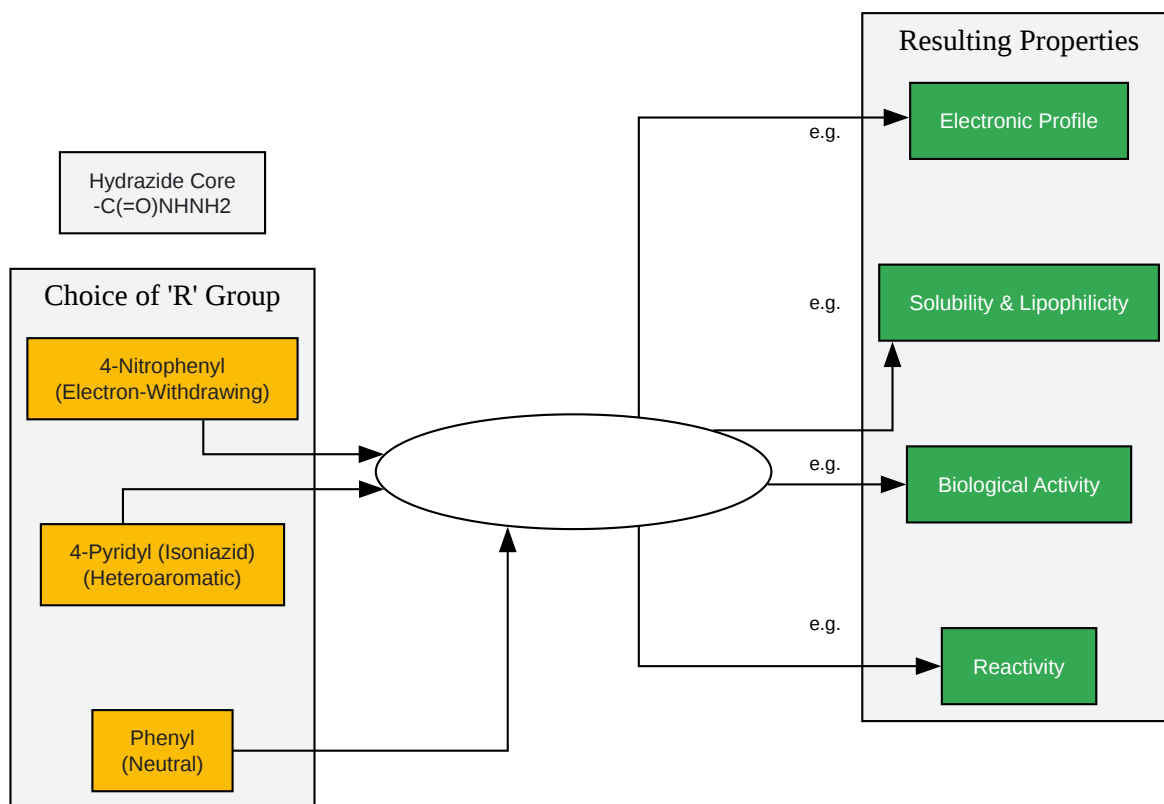 Hydrazide Core
-C(=O)NHNH2
Choice of 'R' Group
4-Nitrophenyl
(Electron-Withdrawing)
4-Pyridyl (Isoniazid)
(Heteroaromatic)
Phenyl
(Neutral)
e.g.
e.g.
e.g.
e.g.
Resulting Properties
Electronic Profile
Solubility & Lipophilicity
Biological Activity
Reactivity